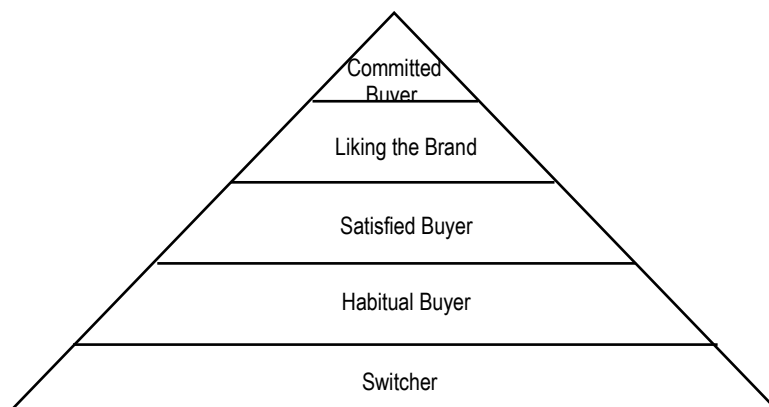 Committed
Buyer
Liking the Brand
Satisfied Buyer
Habitual Buyer
Switcher